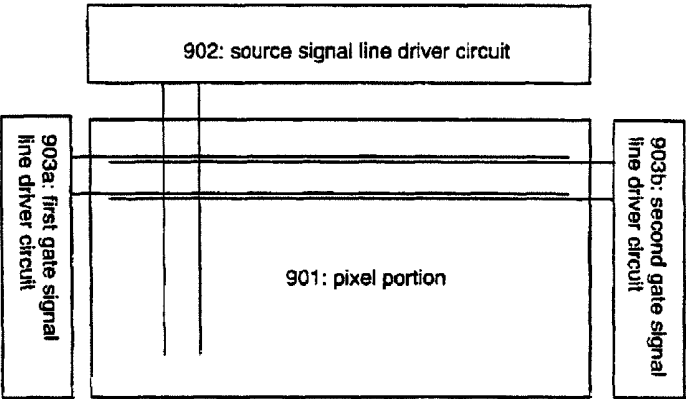 902: source signal line driver circuit
903a: first gate signal
line driver circuit
903b: second gate signal
line driver circuit
901: pixel portion